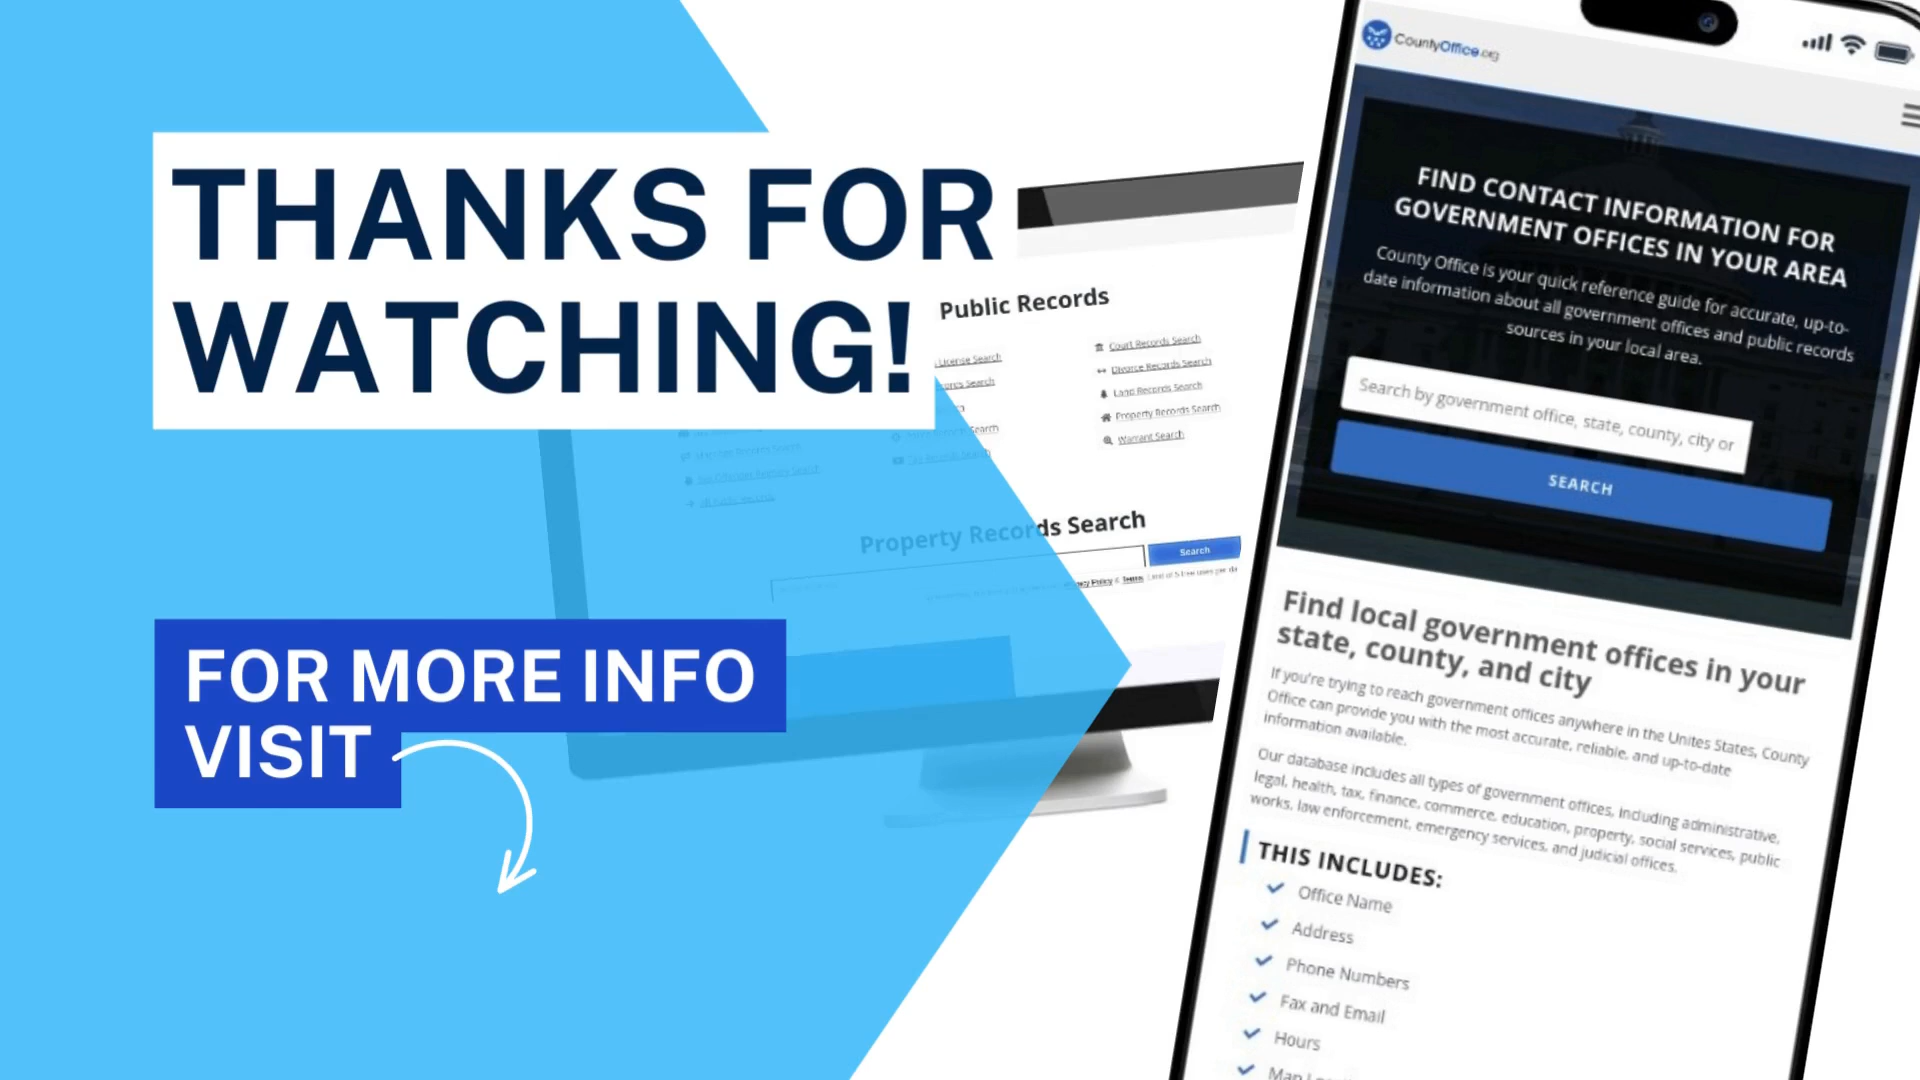 THANKS FOR
WATCHING!
FOR MORE INFO
VISIT
Public Records
License Search
Search
Search
Court Records Search
Divorce Records Search
Land Records Search
Property Records Search
Warrant Search
Property Records Search
Search
Policy & Terms
CountyOffice.org
FIND CONTACT INFORMATION FOR
GOVERNMENT OFFICES IN YOUR AREA
County Office is your quick reference guide for accurate, up-to-
date information about all government offices and public records
sources in your local area.
Search by government office, state, county, city or
SEARCH
Find local government offices in your
state, county, and city
If you're trying to reach government offices anywhere in the Unites States, County
Office can provide you with the most accurate, reliable, and up-to-date
information available.
Our database includes all types of government offices, including administrative,
legal, health, tax, finance, commerce, education, property, social services, public
works, law enforcement, emergency services, and judicial offices.
THIS INCLUDES:
Office Name
Address
Phone Numbers
Fax and Email
Hours
Map